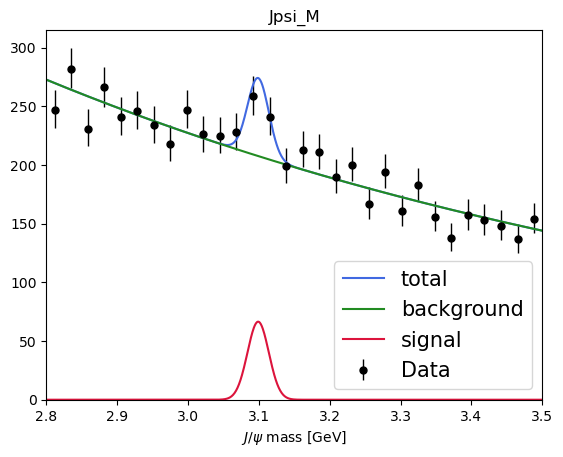 Jpsi_M
300
250
200
150
100
50
0
total
background
signal
Data
2.8 2.9 3.0 3.1 3.2 3.3 3.4 3.5
J/ψ mass [GeV]